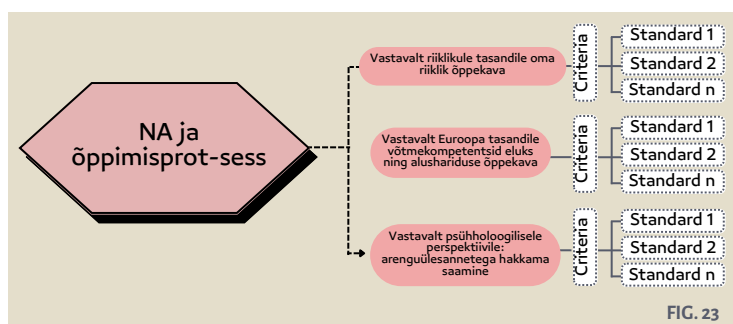 NA ja
õppimisprot-sess
Vastavalt riiklikule tasandile oma
riiklik õppekava
Criteria
Standard 1
Standard 2
Standard n
Vastavalt Euroopa tasandile
võtmekompetentsid eluks
ning alushariduse õppekava
Criteria
Standard 1
Standard 2
Standard n
Vastavalt psühholoogilisele
perspektiivile:
arenguülesannetega hakkama
saamine
Criteria
Standard 1
Standard 2
Standard n
FIG. 23